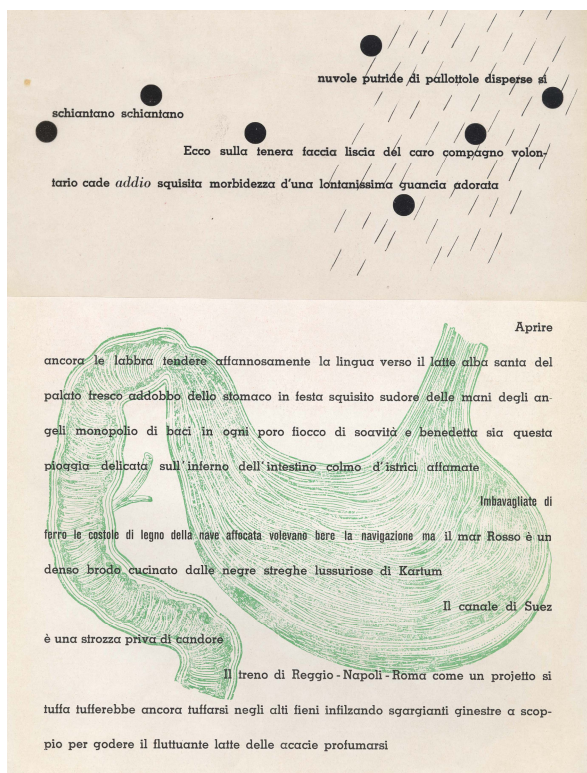 nuvole putride di pallottole disperse si
schiantano schiantano
Ecco sulla tenera faccia liscia del caro compagno volon-
tario cade addio squisita morbidezza d'una lontanissima guancia adorata
Aprire
ancora le labbra tendere affannosamente la lingua verso il latte alba santa del
palato fresco addobbo dello stomaco in festa squisito sudore delle mani degli an-
geli monopolio di baci in ogni poro fiocco di soavità e benedetta sia questa
pioggia delicata sull'inferno dell'intestino colmo d'istrici affamate
Imbavagliate di
ferro le costole di legno della nave affocata volevano bere la navigazione ma il mar Rosso è un
denso brodo cucinato dalle negre streghe lussuriose di Kartum
Il canale di Suez
è una strozza priva di candore
Il treno di Reggio-Napoli-Roma come un projetto si
tuffa tufferebbe ancora tuffarsi negli alti fieni infilzando sgargianti ginestre a scop-
pio per godere il fluttuante latte delle acacie profumarsi